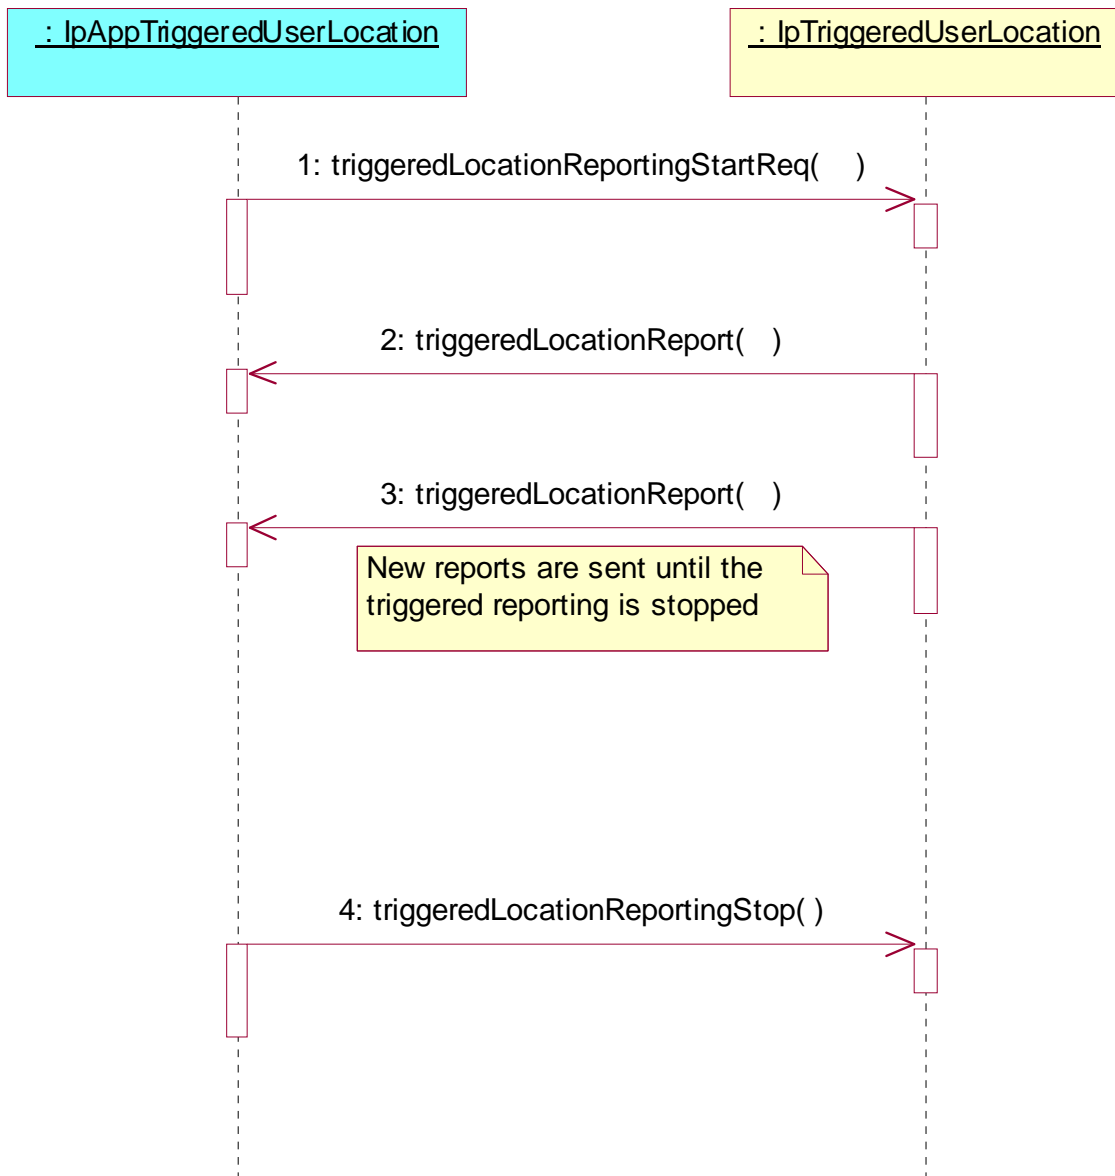 : IpAppTriggeredUserLocation
: IpTriggeredUserLocation
1: triggeredLocationReportingStartReq( )
2: triggeredLocationReport( )
3: triggeredLocationReport( )
New reports are sent until the
triggered reporting is stopped
4: triggeredLocationReportingStop( )